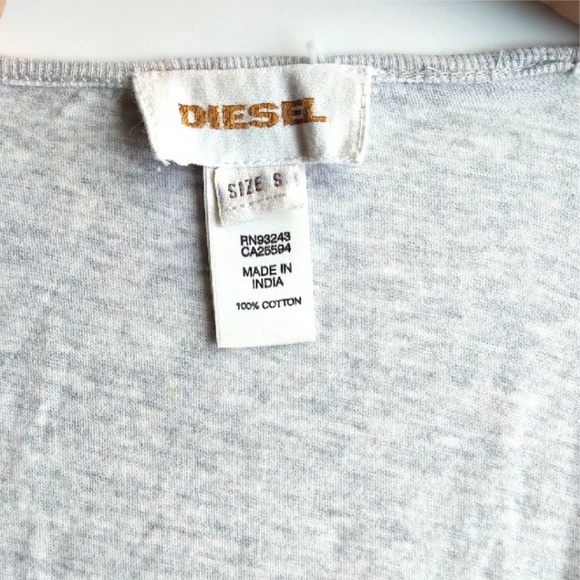 DIESEL
SIZE S
RN93243
CA25594
MADE IN
INDIA
100% COTTON